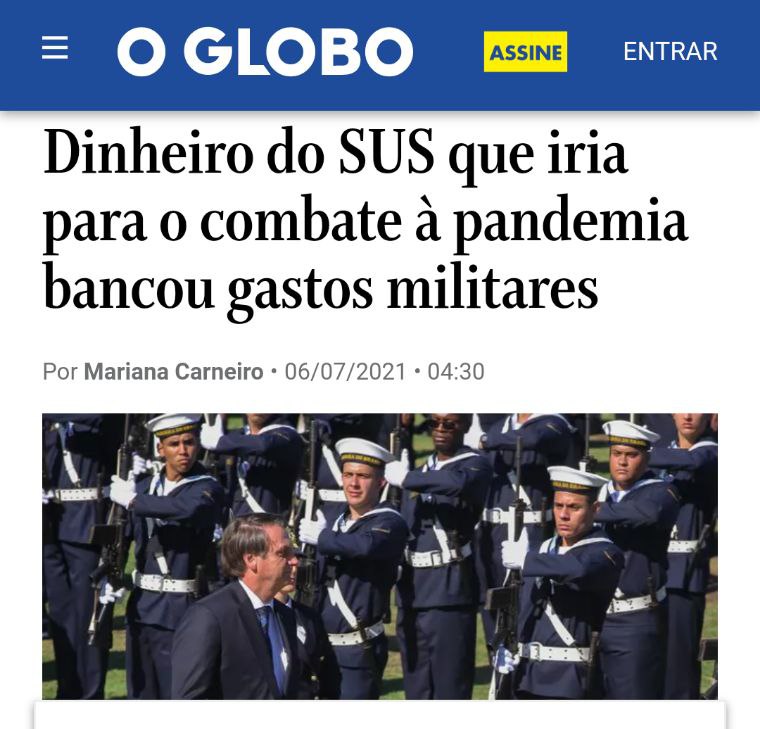 O GLOBO ASSINE ENTRAR
Dinheiro do SUS que iria
para o combate à pandemia
bancou gastos militares
Por Mariana Carneiro • 06/07/2021 • 04:30